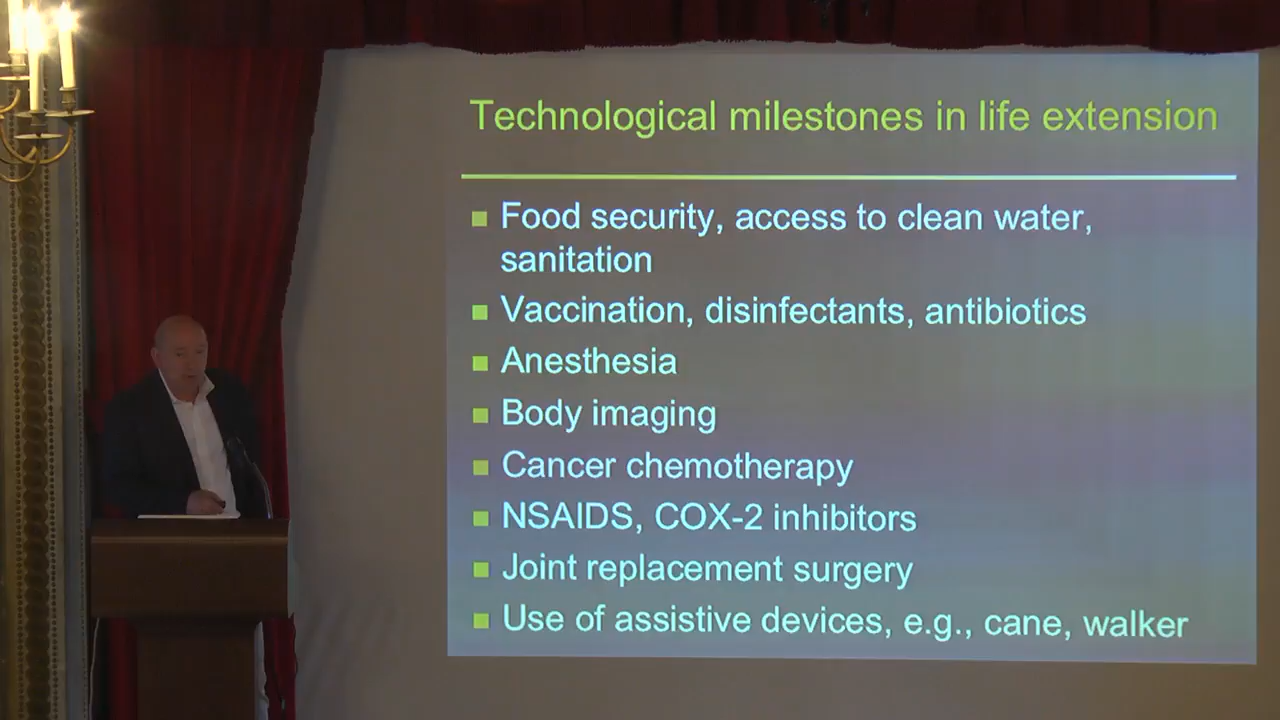 Technological milestones in life extension
Food security, access to clean water,
sanitation
Vaccination, disinfectants, antibiotics
Anesthesia
Body imaging
Cancer chemotherapy
NSAIDS, COX-2 inhibitors
Joint replacement surgery
Use of assistive devices, e.g., cane, walker